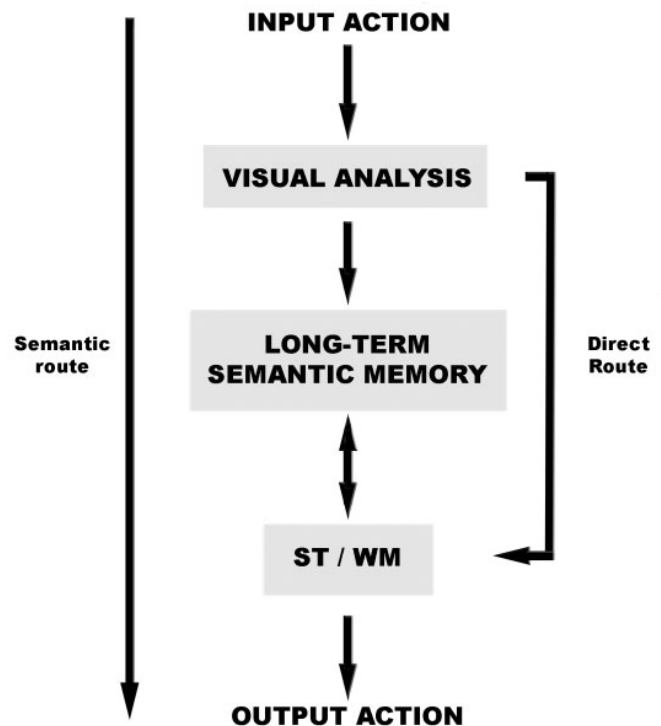 INPUT ACTION
VISUAL ANALYSIS
Semantic
route
LONG-TERM
SEMANTIC MEMORY
Direct
Route
ST / WM
OUTPUT ACTION